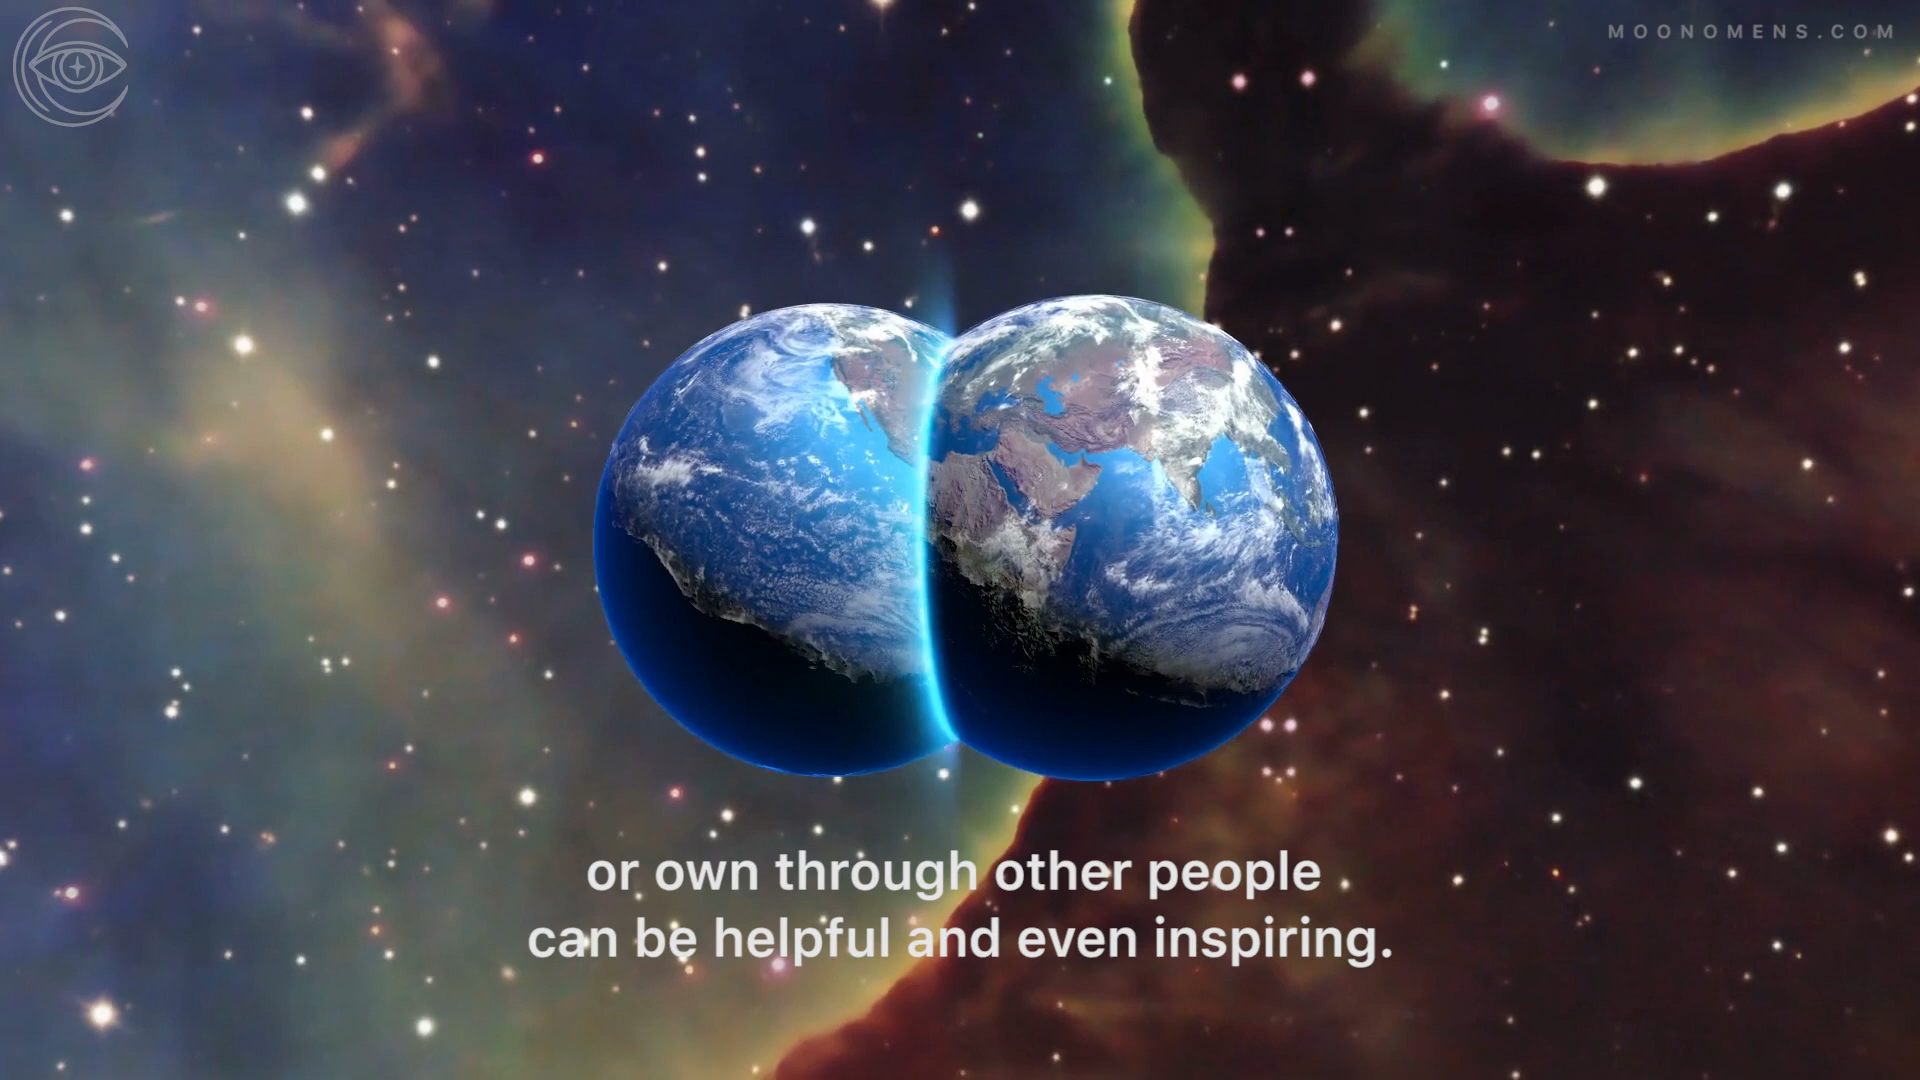 MOONOMENS.COM
or own through other people
can be helpful and even inspiring.